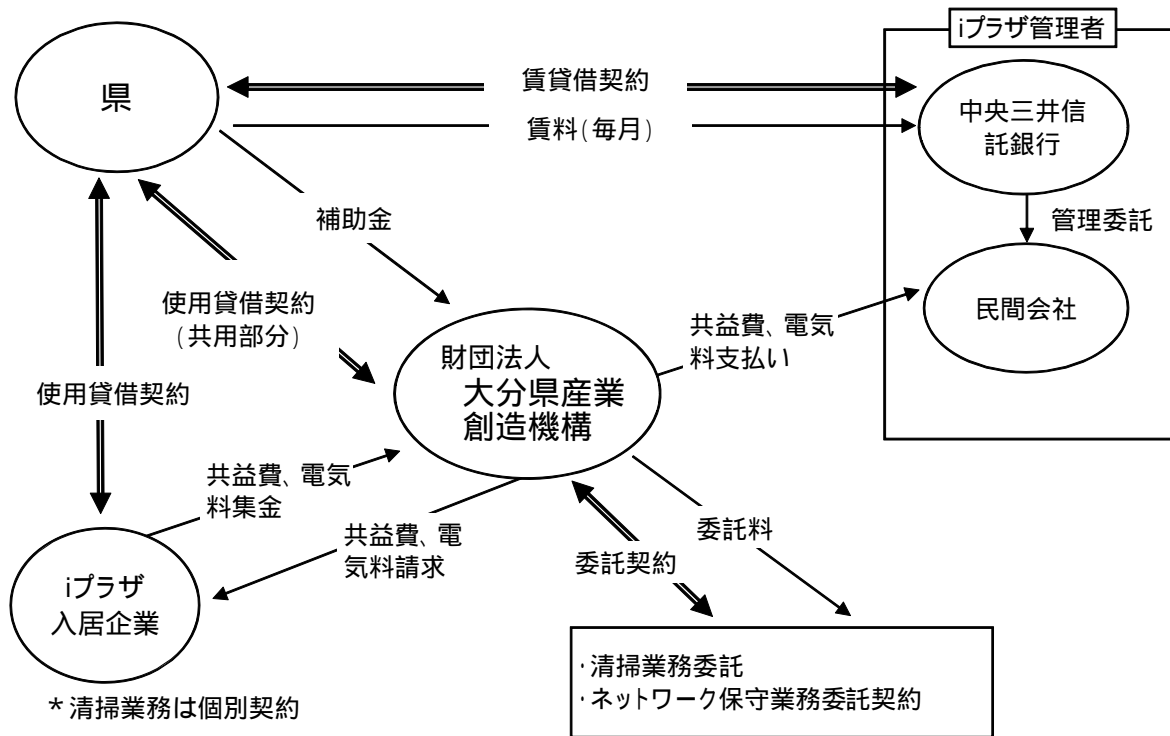 iプラザ管理者
県
賃貸借契約
賃料(毎月)
中央三井信
託銀行
管理委託
補助金
使用貸借契約
(共用部分)
民間会社
共益費、電気
料支払い
財団法人
大分県産業
創造機構
使用貸借契約
共益費、電気
料集金
共益費、電
気料請求
委託料
委託契約
iプラザ
入居企業
・清掃業務委託
・ネットワーク保守業務委託契約
*清掃業務は個別契約